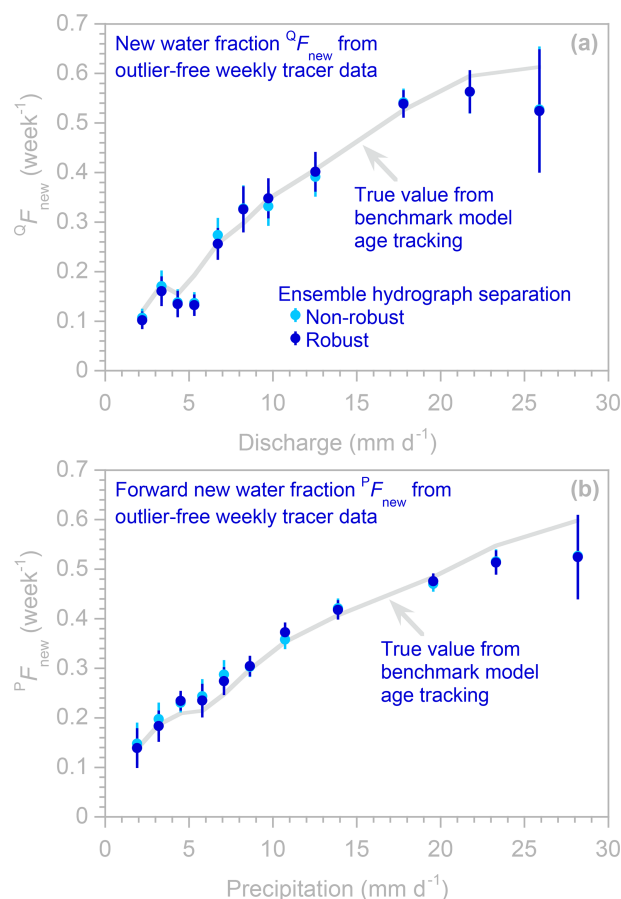 0.7
0.6
0.5
0.4
0.3
0.2
0.1
0
QFnew (week-1)
New water fraction QFnew from
outlier-free weekly tracer data
(a)
True value from
benchmark model
age tracking
Ensemble hydrograph separation
Non-robust
Robust
0 5 10 15 20 25 30
Discharge (mm d-1)
0.7
0.6
0.5
0.4
0.3
0.2
0.1
0
PFnew (week-1)
Forward new water fraction PFnew from
outlier-free weekly tracer data
(b)
True value from
benchmark model
age tracking
0 5 10 15 20 25 30
Precipitation (mm d-1)